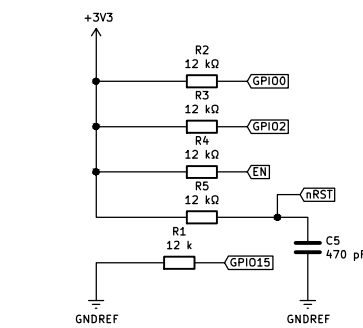 +3V3
R2
12 kΩ
GPIO0
R3
12 kΩ
GPIO2
R4
12 kΩ
EN
R5
12 kΩ
nRST
R1
12 k
GPIO15
C5
470 pF
GNDREF
GNDREF